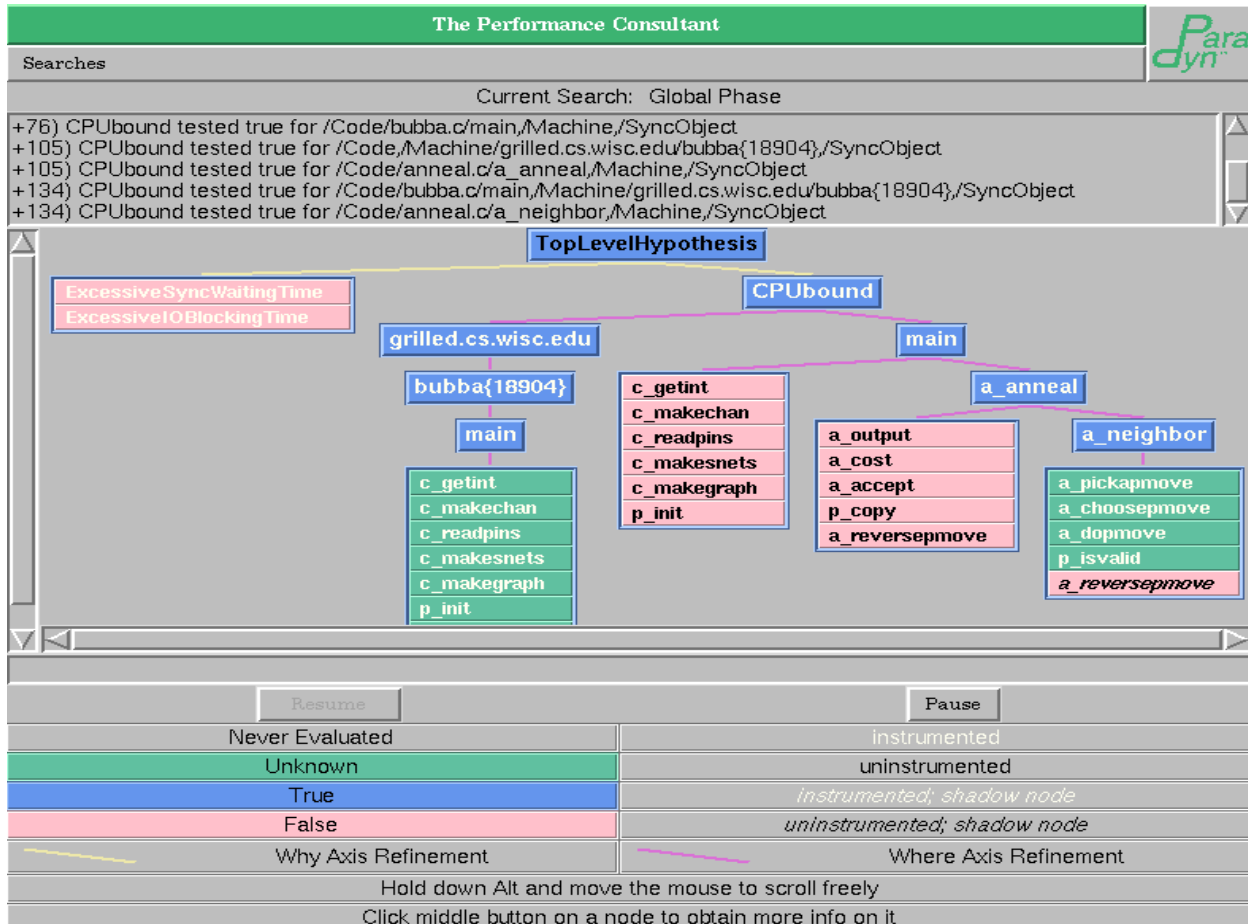 The Performance Consultant
Paradyn™
Searches
Current Search: Global Phase
+76) CPUbound tested true for /Code/bubba.c/main,/Machine,/SyncObject
+105) CPUbound tested true for /Code,/Machine/grilled.cs.wisc.edu/bubba{18904},/SyncObject
+105) CPUbound tested true for /Code/anneal.c/a_anneal,/Machine,/SyncObject
+134) CPUbound tested true for /Code/bubba.c/main,/Machine/grilled.cs.wisc.edu/bubba{18904},/SyncObject
+134) CPUbound tested true for /Code/anneal.c/a_neighbor,/Machine,/SyncObject
TopLevelHypothesis
ExcessiveSyncWaitingTime
ExcessiveIOBlockingTime
CPUbound
grilled.cs.wisc.edu
main
bubba{18904}
main
c_getint
c_makechan
c_readpins
c_makesnets
c_makegraph
p_init
c_getint
c_makechan
c_readpins
c_makesnets
c_makegraph
p_init
a_anneal
a_output
a_cost
a_accept
p_copy
a_reversepmove
a_neighbor
a_pickapmove
a_choosepmove
a_dopmove
p_isvalid
a_reversepmove
Resume
Pause
Never Evaluated
instrumented
Unknown
uninstrumented
True
instrumented; shadow node
False
uninstrumented; shadow node
Why Axis Refinement
Where Axis Refinement
Hold down Alt and move the mouse to scroll freely
Click middle button on a node to obtain more info on it